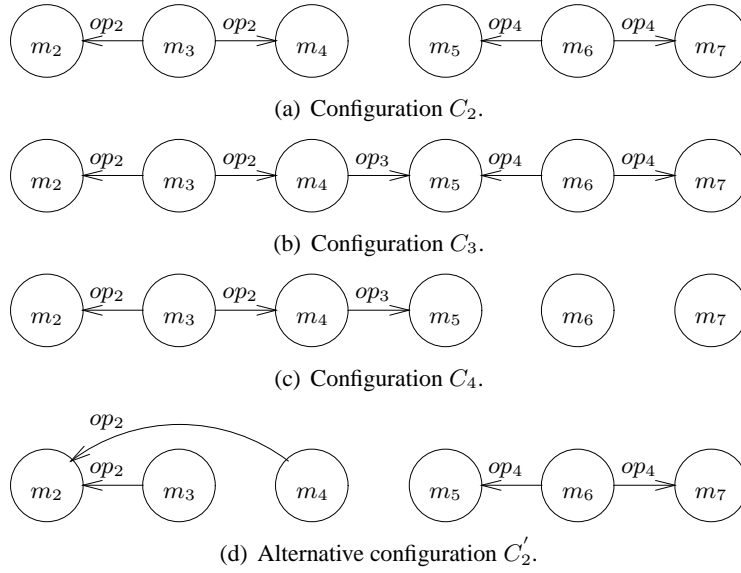 op₂ op₂ op₄ op₄
m₂ m₃ m₄ m₅ m₆ m₇
(a) Configuration C₂.
op₂ op₂ op₃ op₄ op₄
m₂ m₃ m₄ m₅ m₆ m₇
(b) Configuration C₃.
op₂ op₂ op₃
m₂ m₃ m₄ m₅ m₆ m₇
(c) Configuration C₄.
op₂
op₂ op₄ op₄
m₂ m₃ m₄ m₅ m₆ m₇
(d) Alternative configuration C₂′.